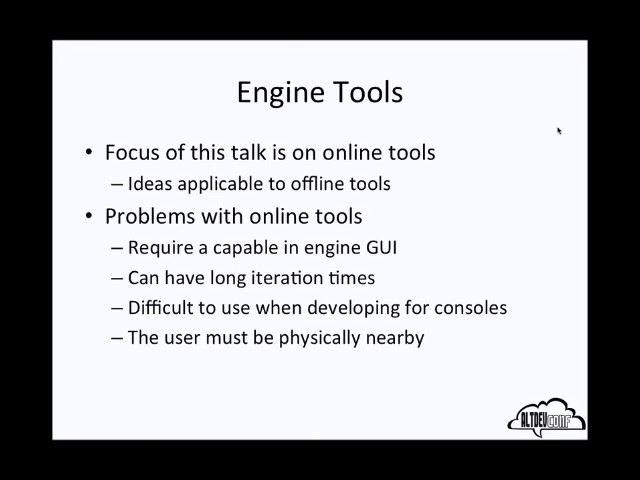 Engine Tools
• Focus of this talk is on online tools
– Ideas applicable to offline tools
• Problems with online tools
– Require a capable in engine GUI
– Can have long iteration times
– Difficult to use when developing for consoles
– The user must be physically nearby
ALTDEVCONF